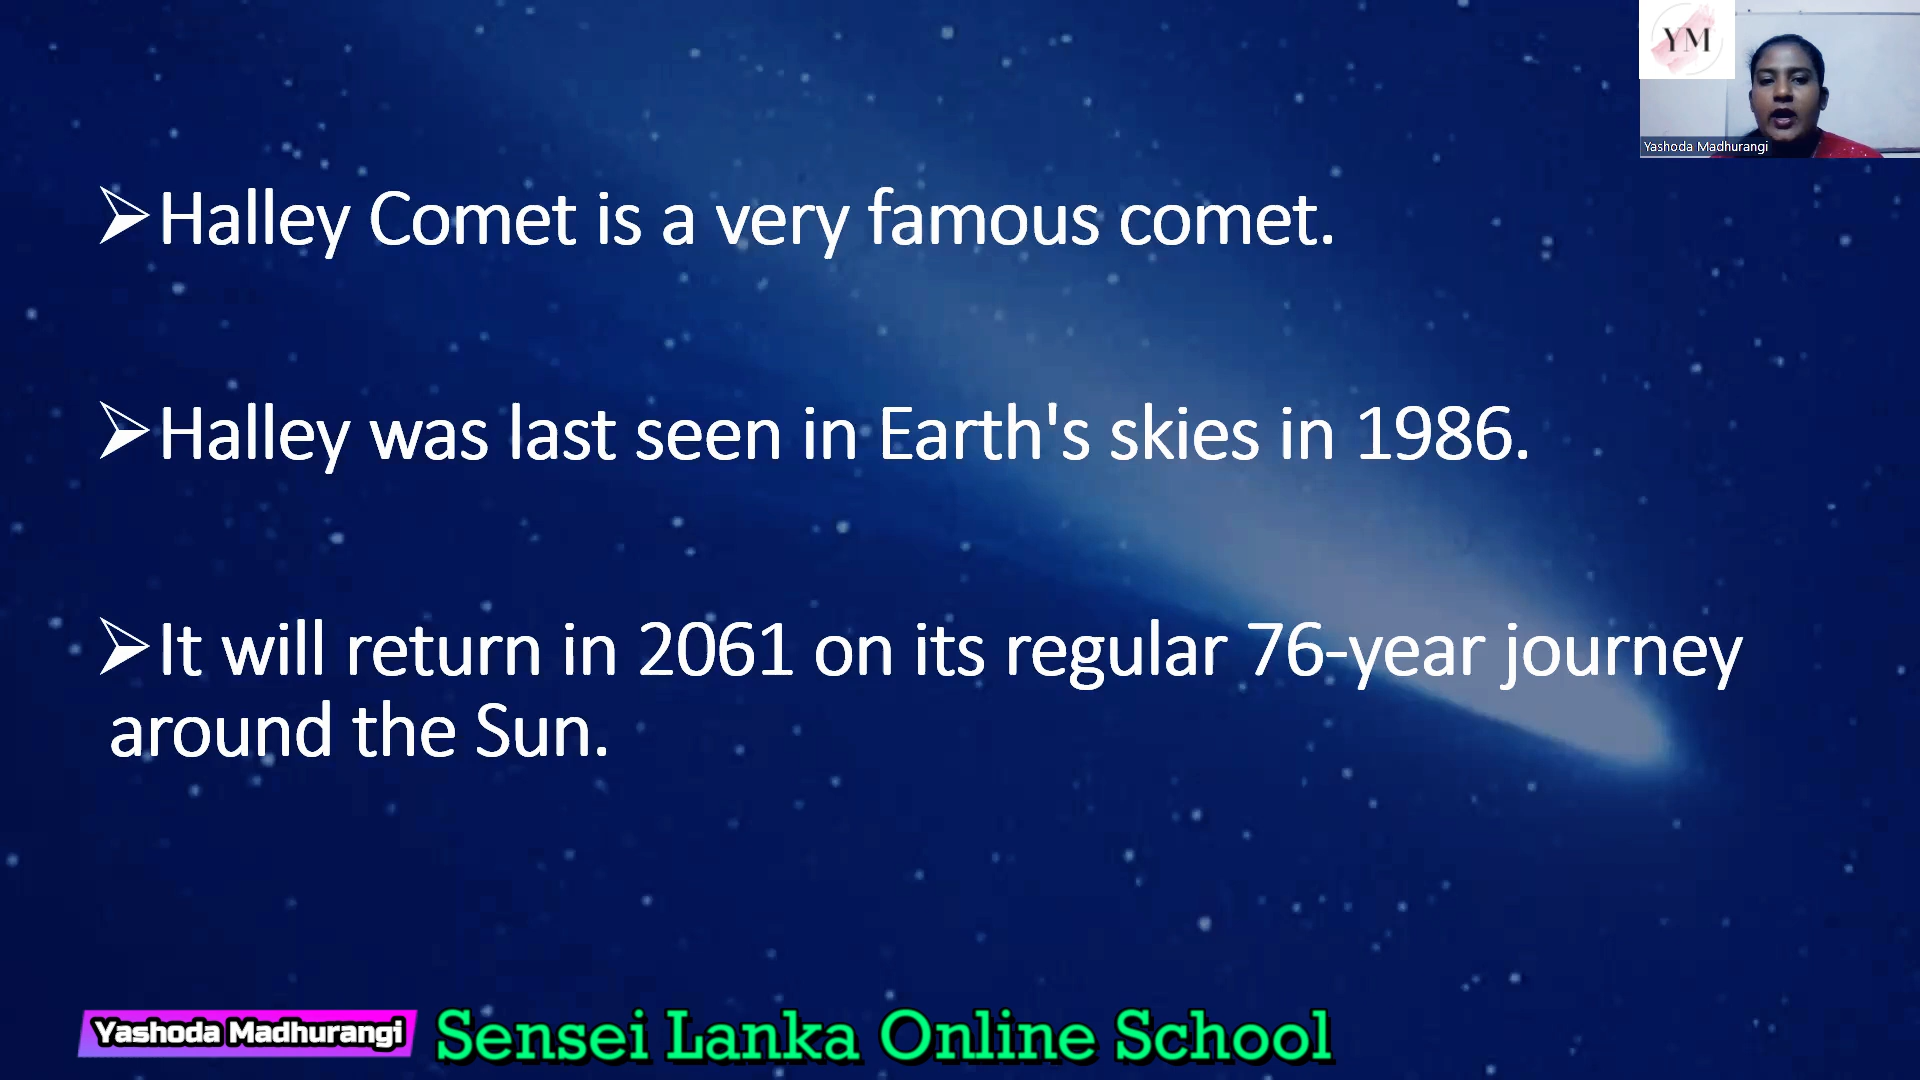 YM
Yashoda Madhurangi
➢Halley Comet is a very famous comet.
➢Halley was last seen in Earth's skies in 1986.
➢It will return in 2061 on its regular 76-year journey
around the Sun.
Yashoda Madhurangi
Sensei Lanka Online School